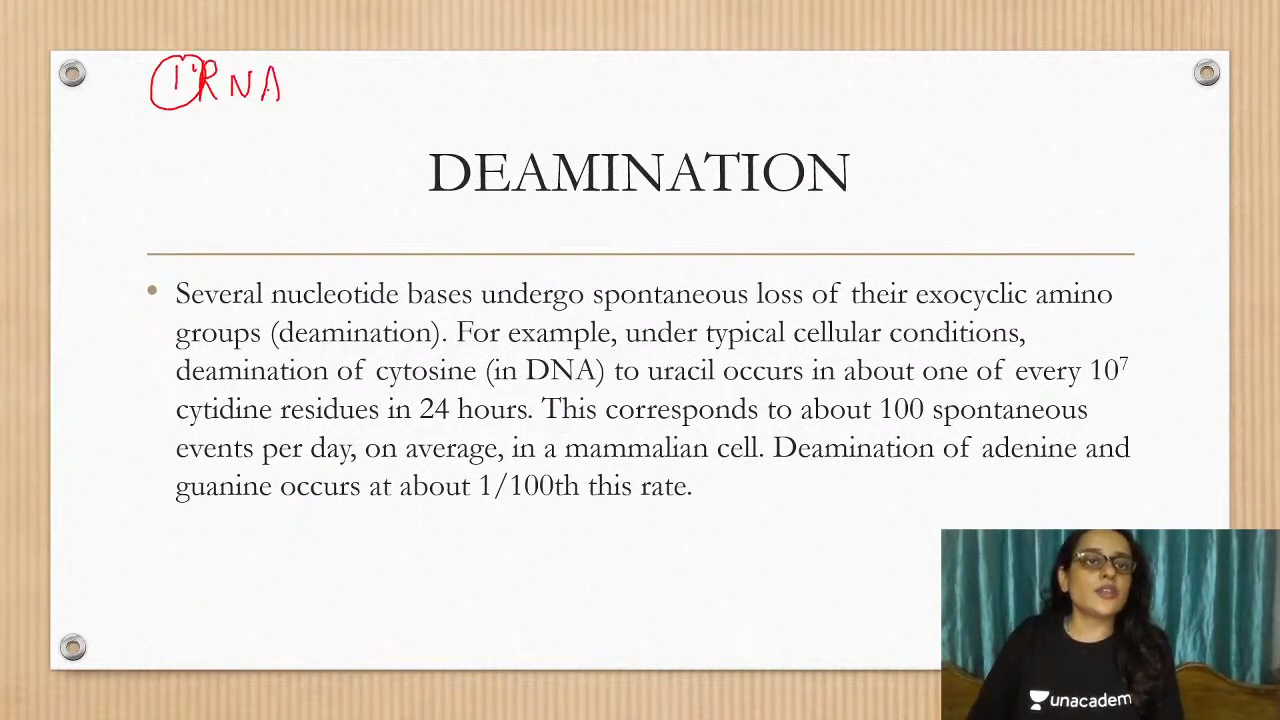 1° RNA
DEAMINATION
• Several nucleotide bases undergo spontaneous loss of their exocyclic amino
groups (deamination). For example, under typical cellular conditions,
deamination of cytosine (in DNA) to uracil occurs in about one of every 10⁷
cytidine residues in 24 hours. This corresponds to about 100 spontaneous
events per day, on average, in a mammalian cell. Deamination of adenine and
guanine occurs at about 1/100th this rate.
unacadem